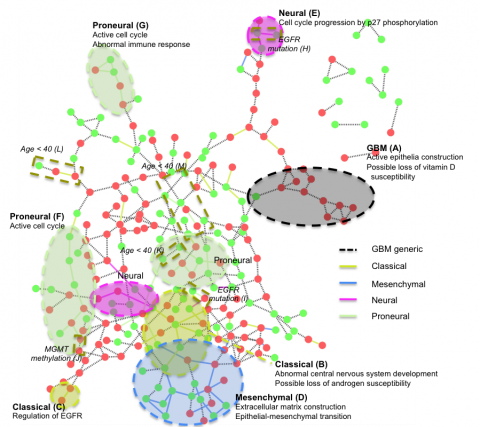 Neural (E)
Cell cycle progression by p27 phosphorylation
EGFR
mutation (H)
Proneural (G)
Active cell cycle
Abnormal immune response
Age < 40 (L)
Age < 40 (M)
GBM (A)
Active epithelia construction
Possible loss of vitamin D
susceptibility
Proneural (F)
Active cell cycle
Age < 40 (K)
Proneural
Neural
EGFR
mutation (I)
GBM generic
Classical
Mesenchymal
Neural
Proneural
MGMT
methylation (J)
Classical (B)
Abnormal central nervous system development
Possible loss of androgen susceptibility
Classical (C)
Regulation of EGFR
Mesenchymal (D)
Extracellular matrix construction
Epithelial-mesenchymal transition